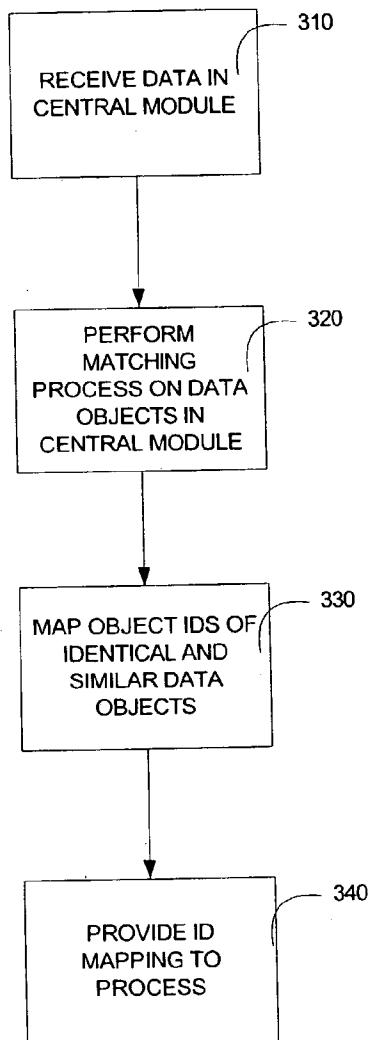 310
RECEIVE DATA IN
CENTRAL MODULE
320
PERFORM
MATCHING
PROCESS ON DATA
OBJECTS IN
CENTRAL MODULE
330
MAP OBJECT IDS OF
IDENTICAL AND
SIMILAR DATA
OBJECTS
340
PROVIDE ID
MAPPING TO
PROCESS